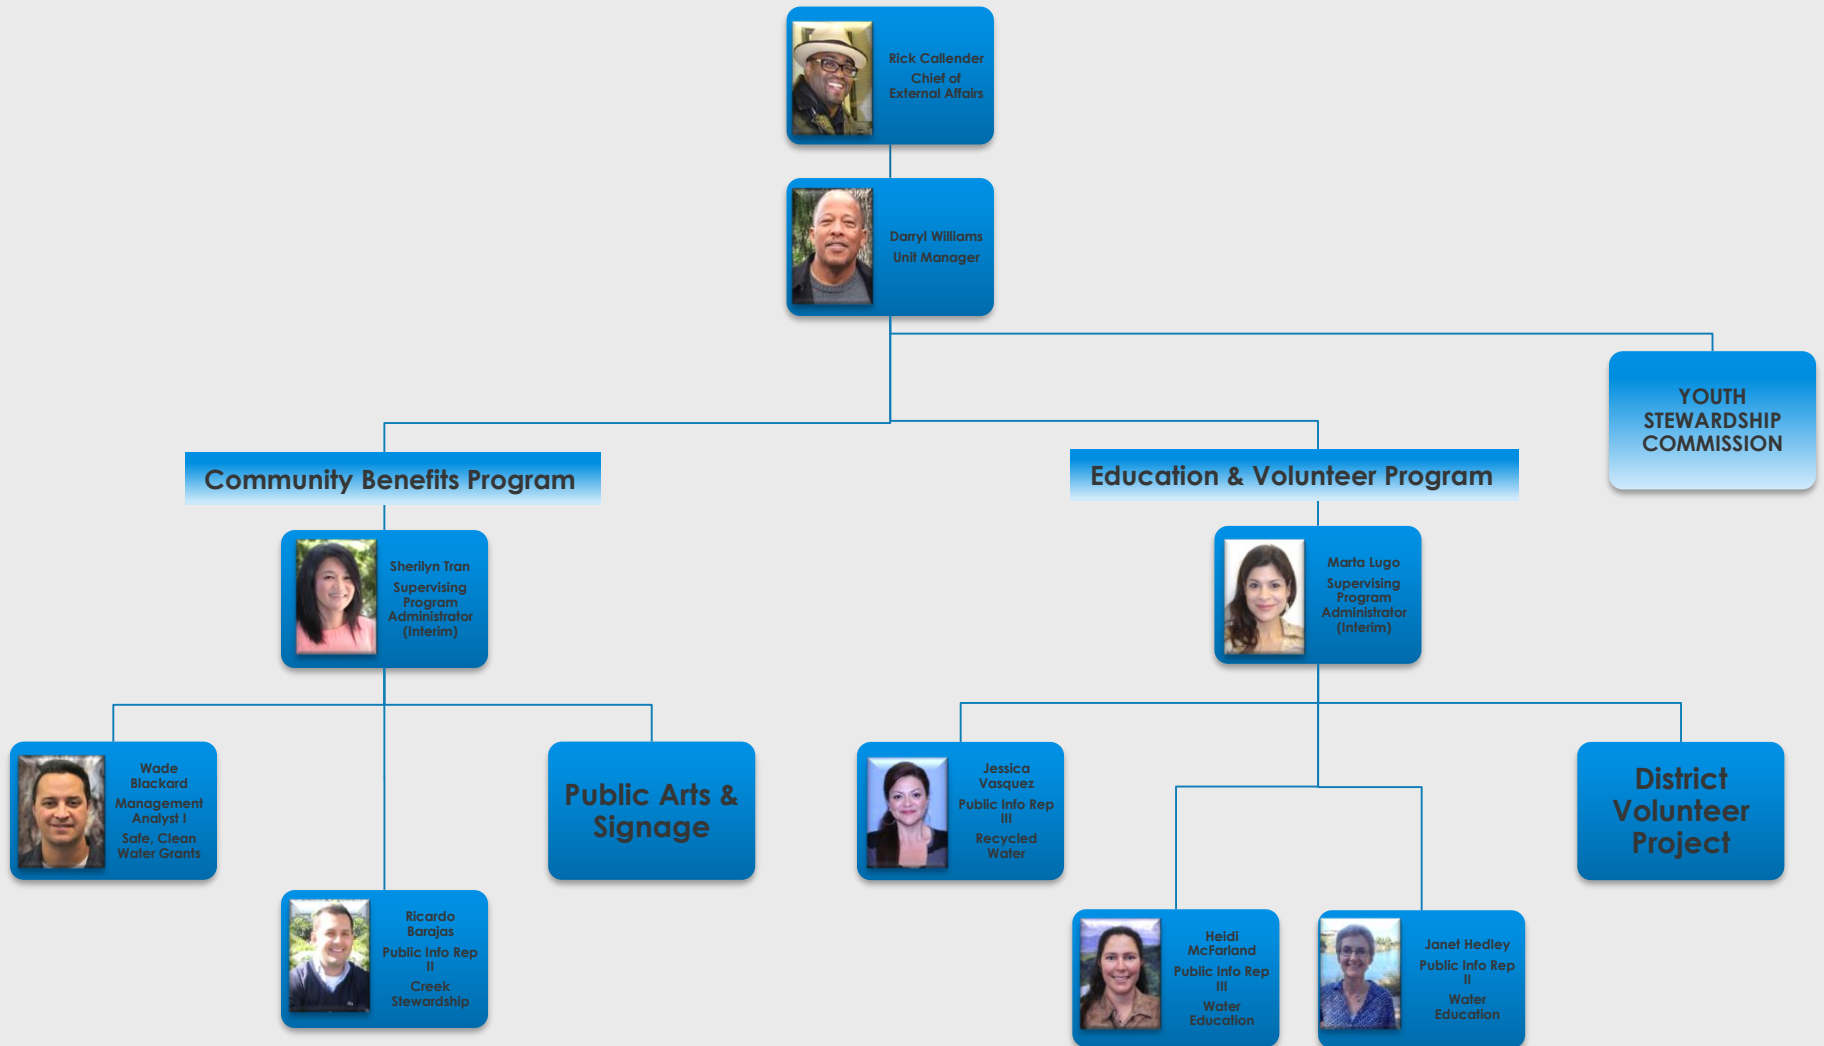 Rick Callender
Chief of
External Affairs
Darryl Williams
Unit Manager
YOUTH
STEWARDSHIP
COMMISSION
Community Benefits Program
Education & Volunteer Program
Sherilyn Tran
Supervising
Program
Administrator
(Interim)
Marta Lugo
Supervising
Program
Administrator
(Interim)
Wade
Blackard
Management
Analyst I
Safe, Clean
Water Grants
Public Arts &
Signage
Jessica
Vasquez
Public Info Rep
III
Recycled
Water
District
Volunteer
Project
Ricardo
Barajas
Public Info Rep
II
Creek
Stewardship
Heidi
McFarland
Public Info Rep
III
Water
Education
Janet Hedley
Public Info Rep
II
Water
Education